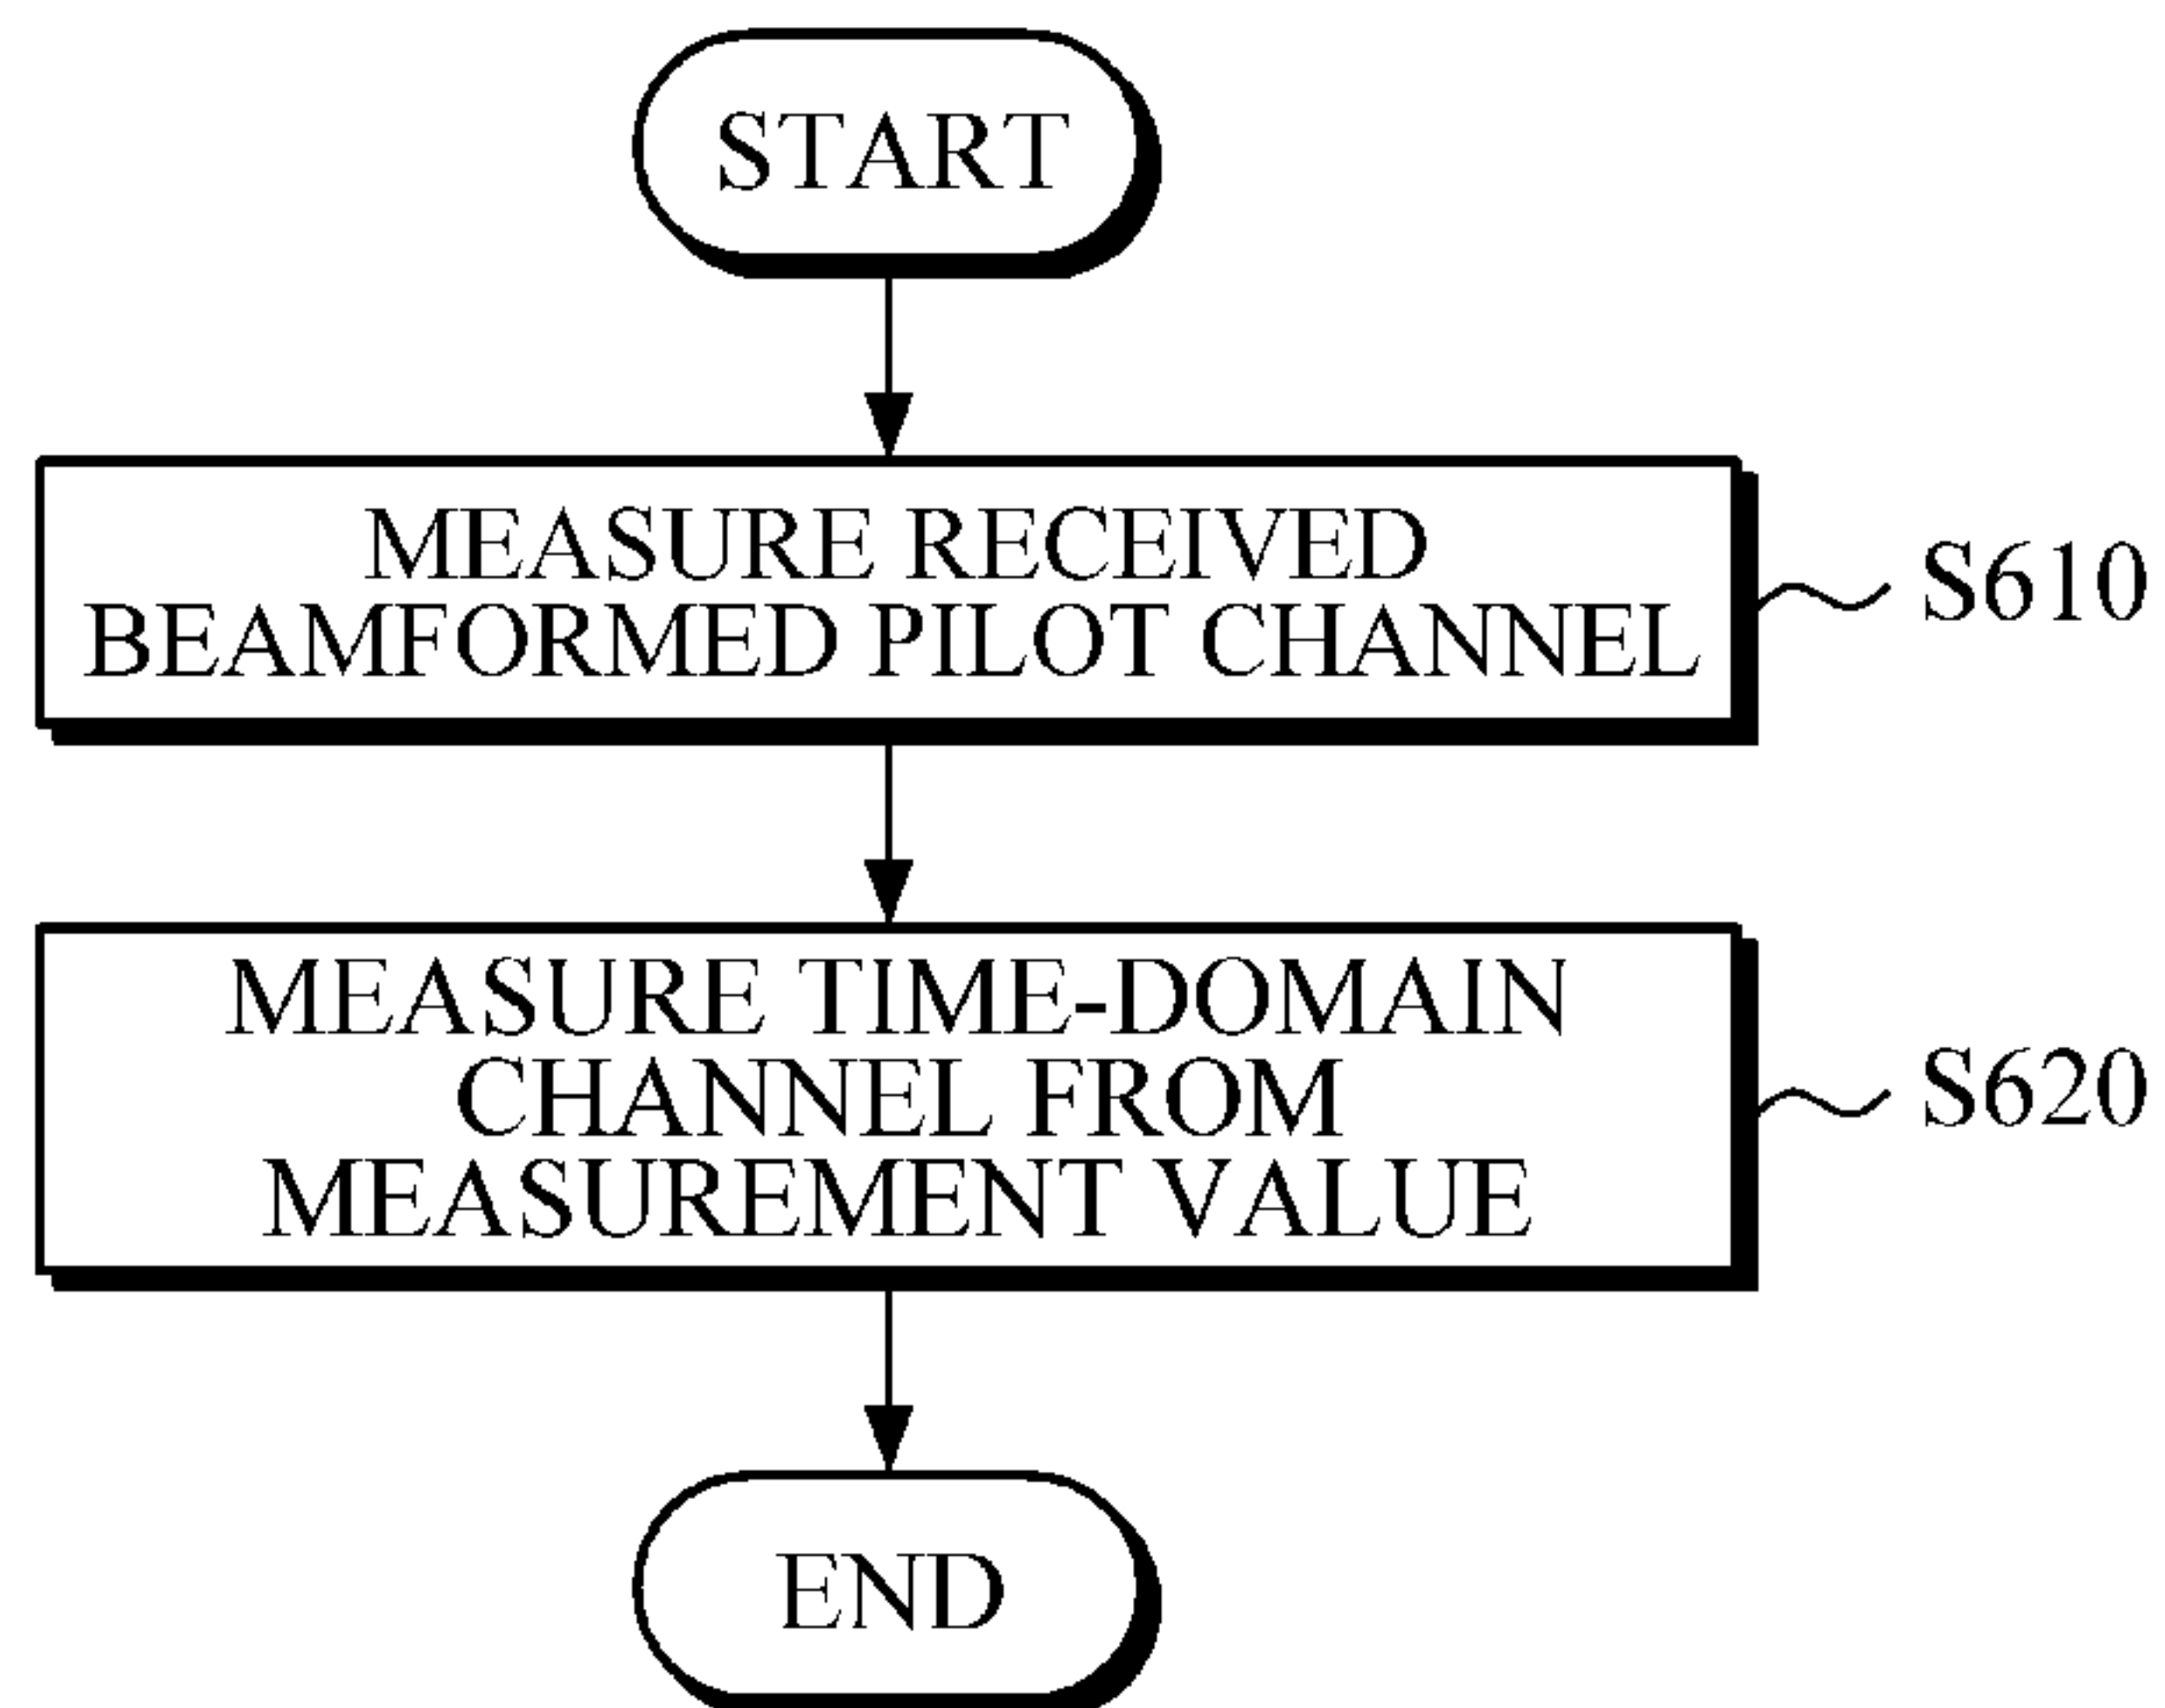 START
MEASURE RECEIVED
BEAMFORMED PILOT CHANNEL
S610
MEASURE TIME-DOMAIN
CHANNEL FROM
MEASUREMENT VALUE
S620
END